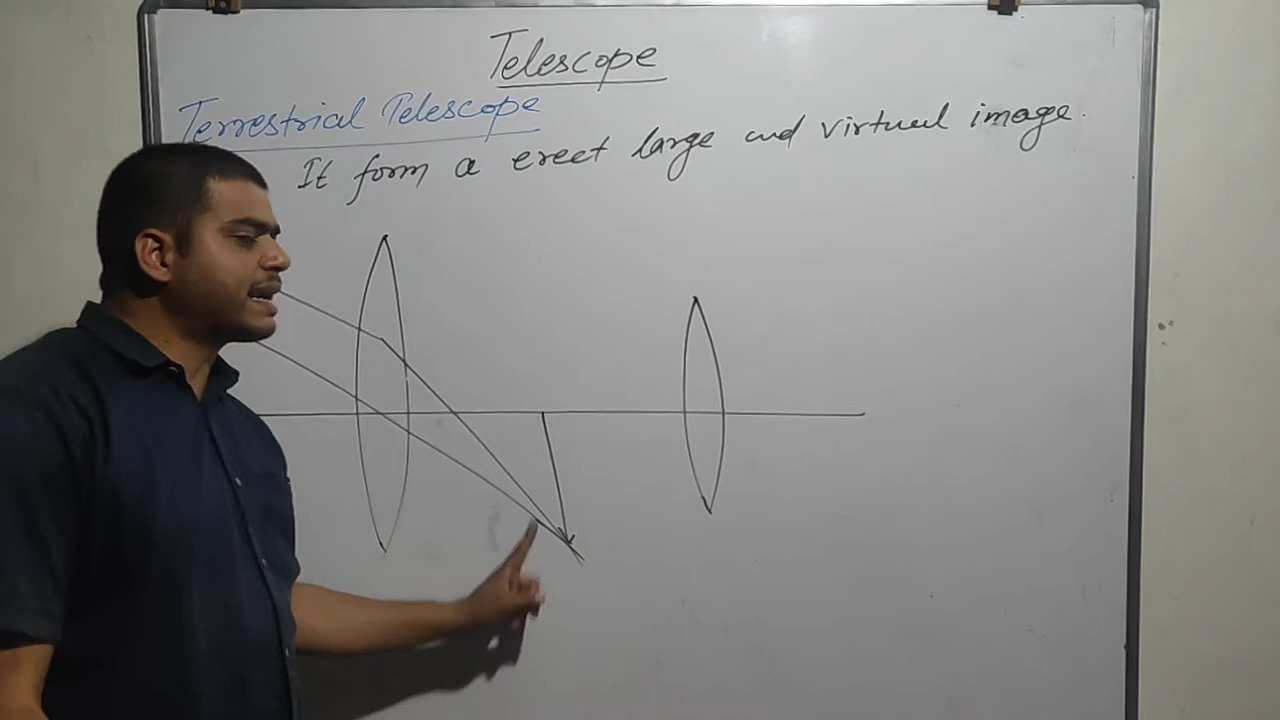 Telescope
Terrestrial Telescope
It form a erect large and virtual image.